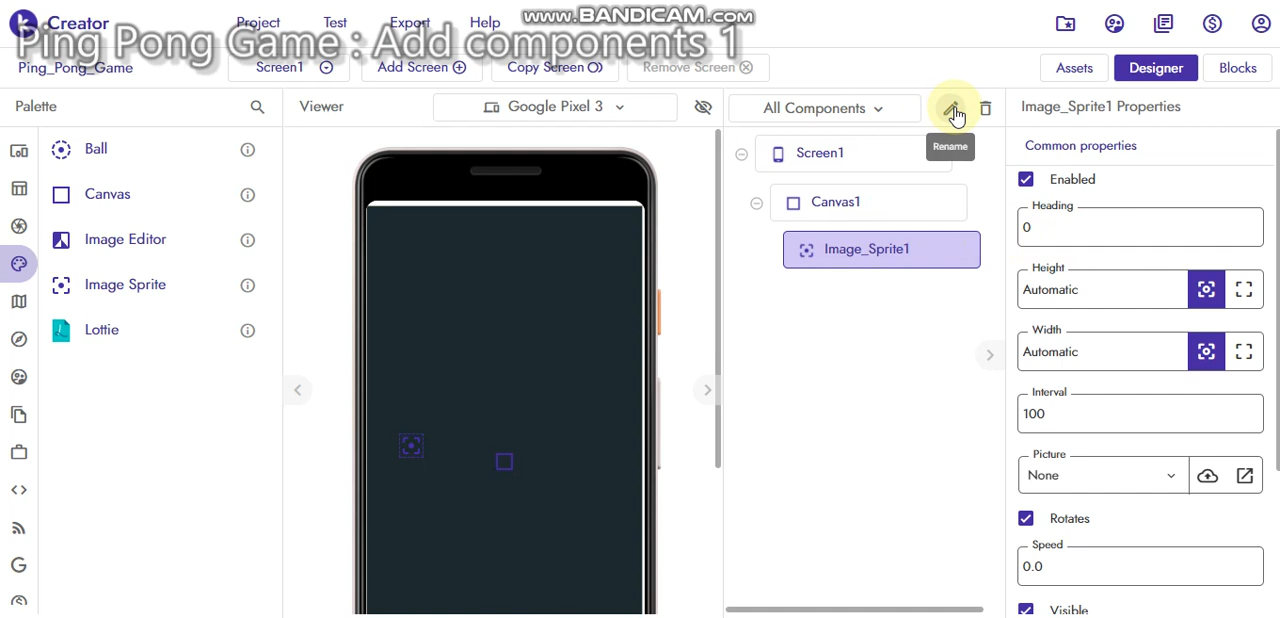 www.BANDICAM.com
Creator
Project
Test
Export
Help
Ping Pong Game : Add components 1
Ping_Pong_Game
Screen1
Add Screen
Copy Screen
Remove Screen
Assets
Designer
Blocks
Palette
Viewer
Google Pixel 3
All Components
Image_Sprite1 Properties
Rename
Ball
Canvas
Image Editor
Image Sprite
Lottie
Screen1
Canvas1
Image_Sprite1
Common properties
Enabled
Heading
0
Height
Automatic
Width
Automatic
Interval
100
Picture
None
Rotates
Speed
0.0
Visible